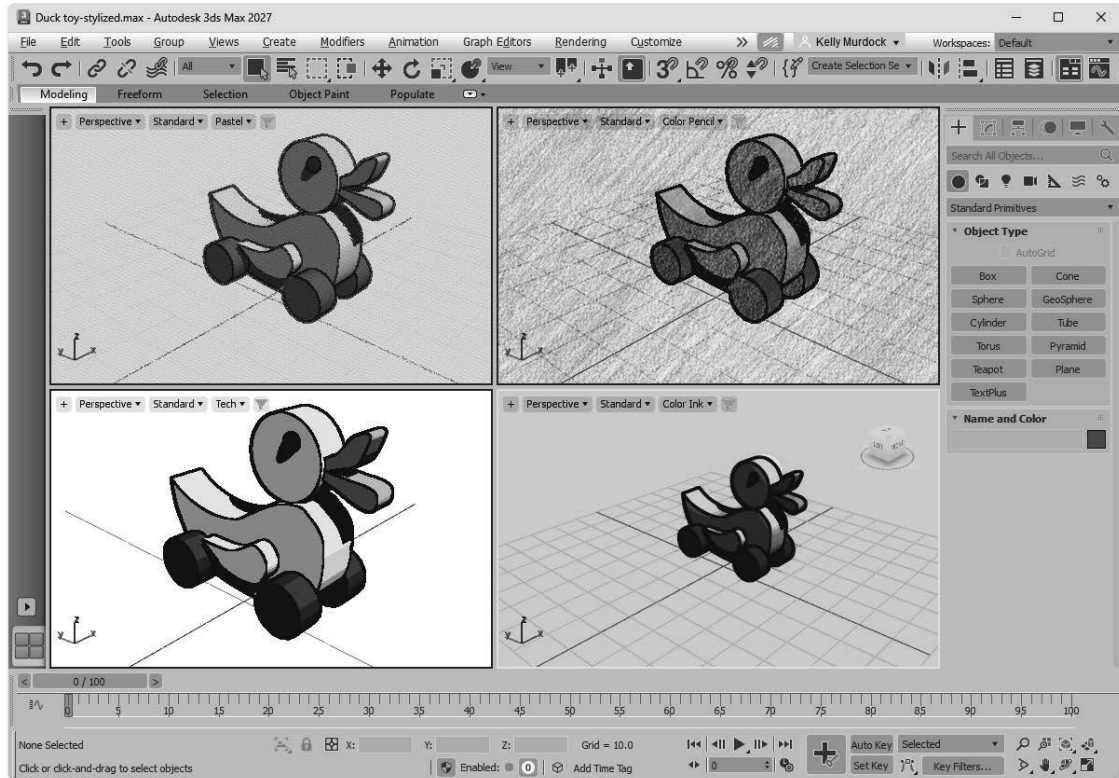 Duck toy-stylized.max - Autodesk 3ds Max 2027
File Edit Tools Group Views Create Modifiers Animation Graph Editors Rendering Customize Kelly Murdock Workspaces: Default
All View Create Selection Se
Modeling Freeform Selection Object Paint Populate
+ Perspective Standard Pastel
+ Perspective Standard Color Pencil
Search All Objects...
Standard Primitives
Object Type
AutoGrid
Box Cone
Sphere GeoSphere
Cylinder Tube
Torus Pyramid
Teapot Plane
TextPlus
Name and Color
z
y x
z
y x
+ Perspective Standard Tech
+ Perspective Standard Color Ink
z
y x
z
y x
0 / 100
0 5 10 15 20 25 30 35 40 45 50 55 60 65 70 75 80 85 90 95 100
None Selected X: Y: Z: Grid = 10.0 Auto Key Selected
Click or click-and-drag to select objects Enabled: 0 Add Time Tag 0 Set Key Key Filters...